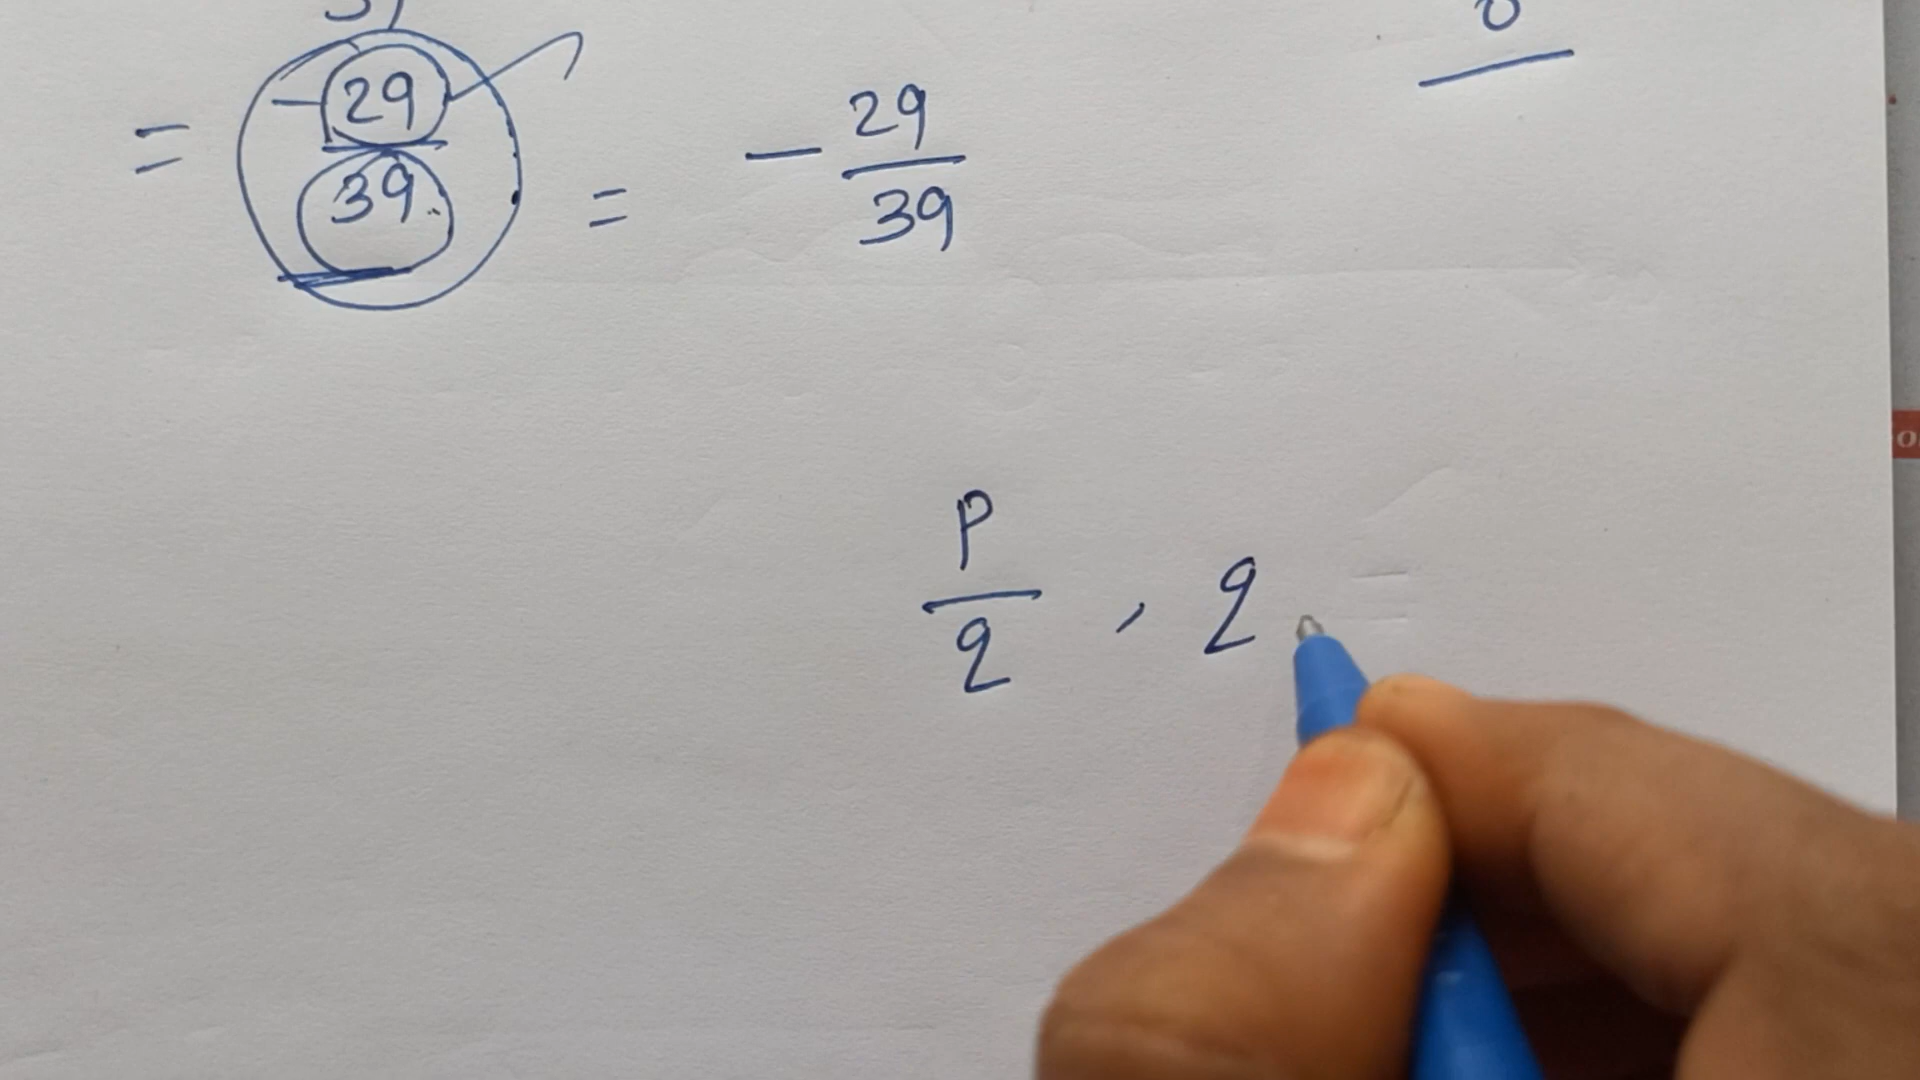 = -29/39 = - 29/39
p/q , q